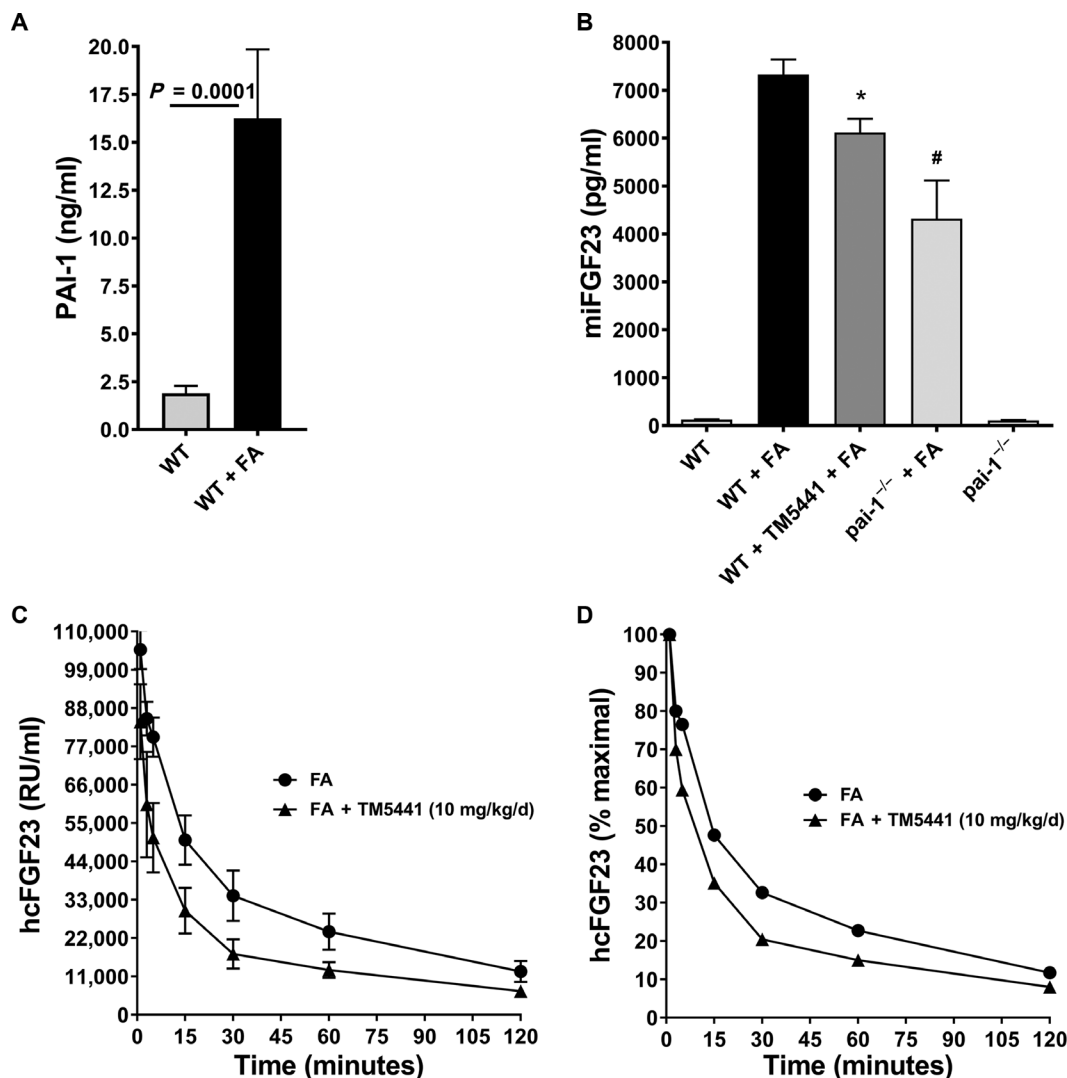 A
PAI-1 (ng/ml)
20.0
17.5
15.0
12.5
10.0
7.5
5.0
2.5
0.0
P = 0.0001
WT
WT + FA
B
miFGF23 (pg/ml)
8000
7000
6000
5000
4000
3000
2000
1000
0
*
#
WT
WT + FA
WT + TM5441 + FA
pai-1−/− + FA
pai-1−/−
C
hcFGF23 (RU/ml)
110,000
99,000
88,000
77,000
66,000
55,000
44,000
33,000
22,000
11,000
0
FA
FA + TM5441 (10 mg/kg/d)
0 15 30 45 60 75 90 105 120
Time (minutes)
D
hcFGF23 (% maximal)
100
90
80
70
60
50
40
30
20
10
0
FA
FA + TM5441 (10 mg/kg/d)
0 15 30 45 60 75 90 105 120
Time (minutes)